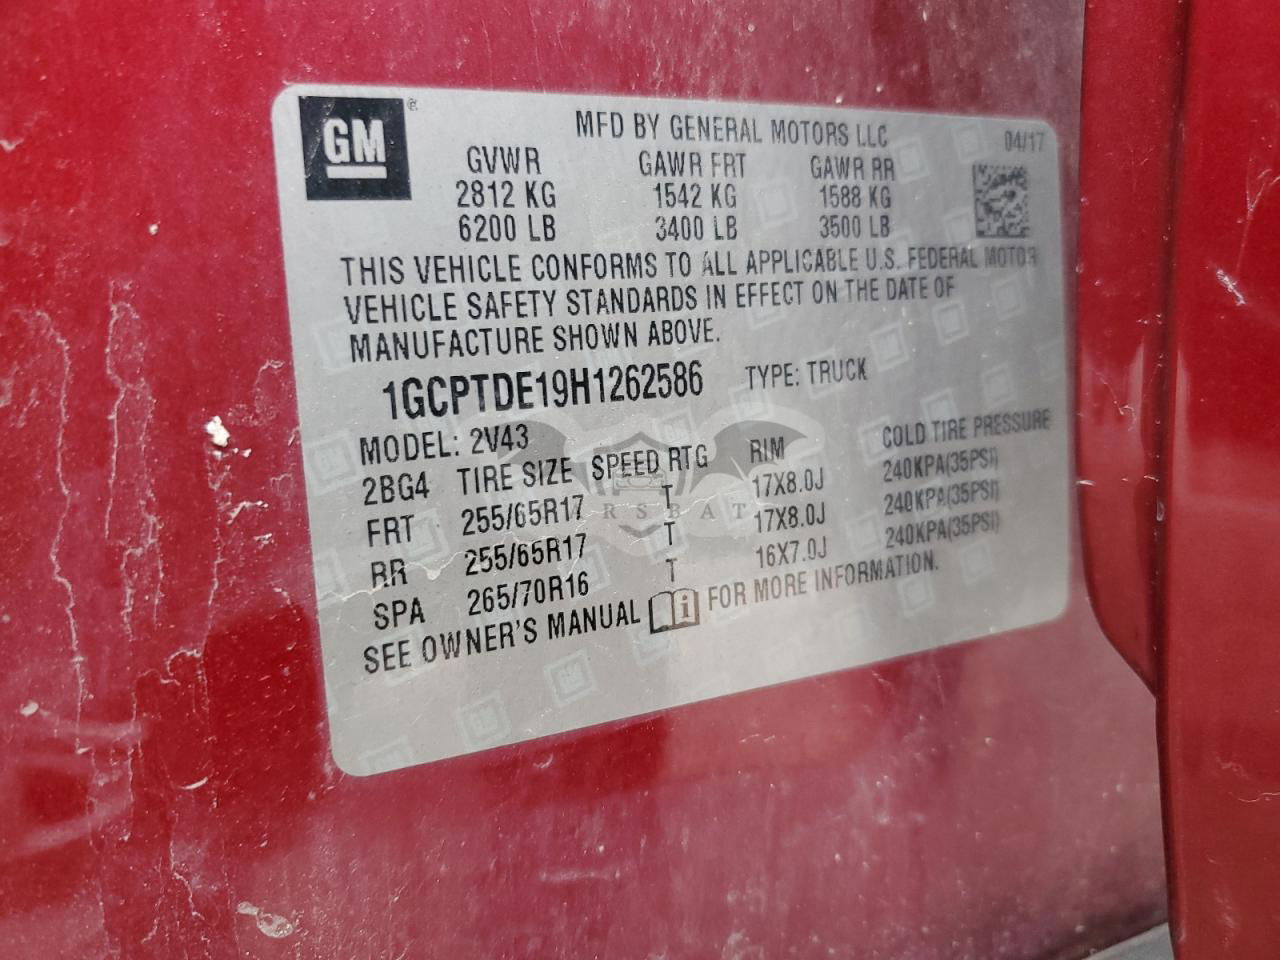 GM
MFD BY GENERAL MOTORS LLC 04/17
GVWR GAWR FRT GAWR RR
2812 KG 1542 KG 1588 KG
6200 LB 3400 LB 3500 LB
THIS VEHICLE CONFORMS TO ALL APPLICABLE U.S. FEDERAL MOTOR
VEHICLE SAFETY STANDARDS IN EFFECT ON THE DATE OF
MANUFACTURE SHOWN ABOVE.
1GCPTDE19H1262586 TYPE: TRUCK
MODEL: 2V43
2BG4 TIRE SIZE SPEED RTG RIM COLD TIRE PRESSURE
FRT 255/65R17 T 17X8.0J 240KPA(35PSI)
RR 255/65R17 T 17X8.0J 240KPA(35PSI)
SPA 265/70R16 T 16X7.0J 240KPA(35PSI)
SEE OWNER'S MANUAL i FOR MORE INFORMATION.
RSBAT